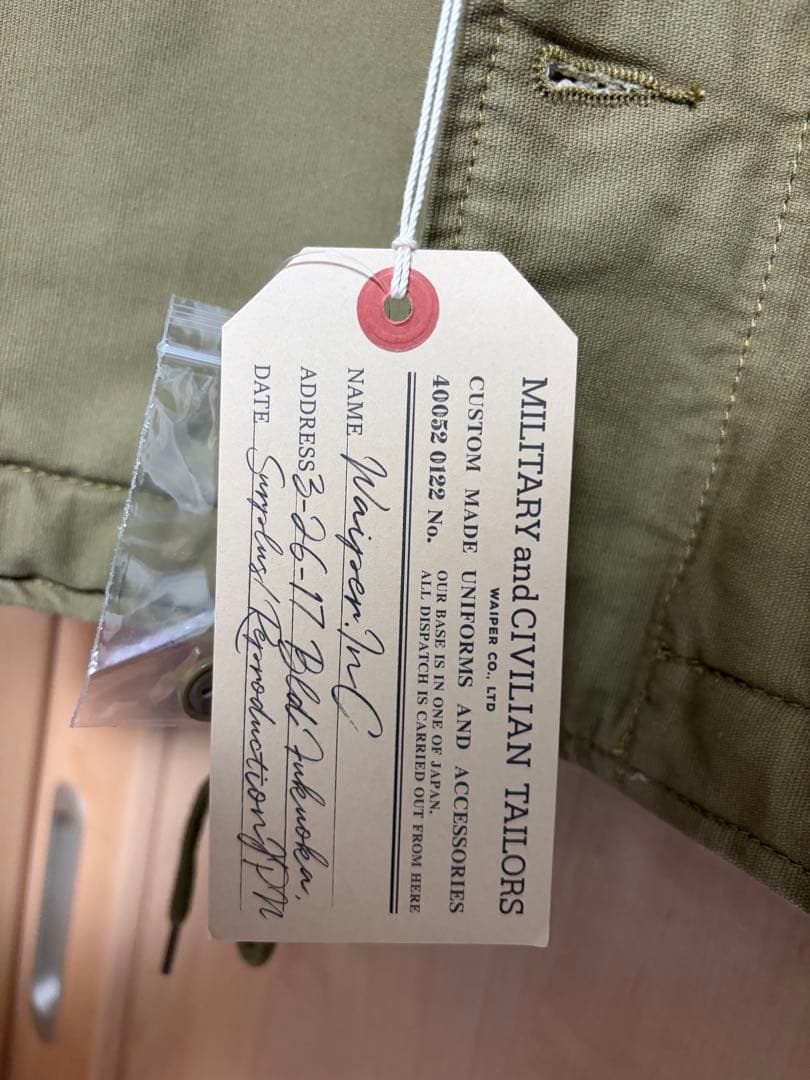 MILITARY and CIVILIAN TAILORS
WAIPER CO., LTD
CUSTOM MADE UNIFORMS AND ACCESSORIES
40052 0122 No.
OUR BASE IS IN ONE OF JAPAN.
ALL DISPATCH IS CARRIED OUT FROM HERE
NAME Waiper.InC
ADDRESS 3-26-17 Bld. Fukuoka.
DATE Surplus/Reproduction JPN